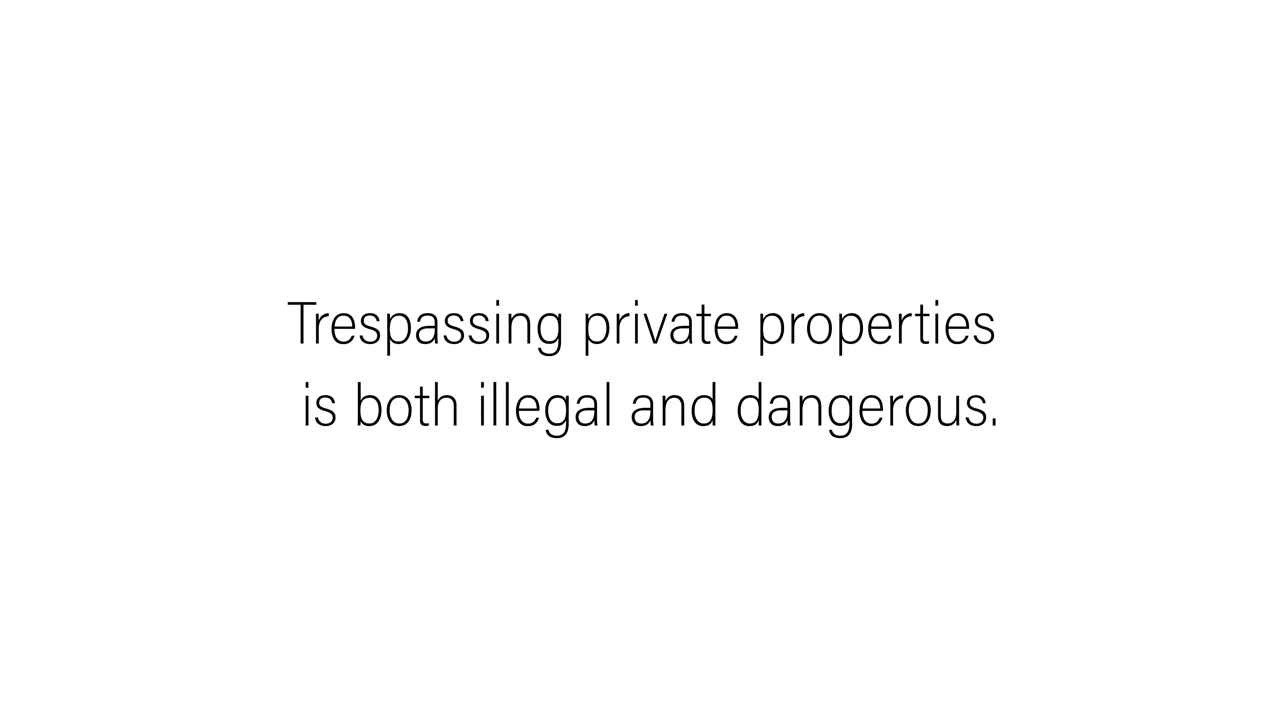 Trespassing private properties
is both illegal and dangerous.